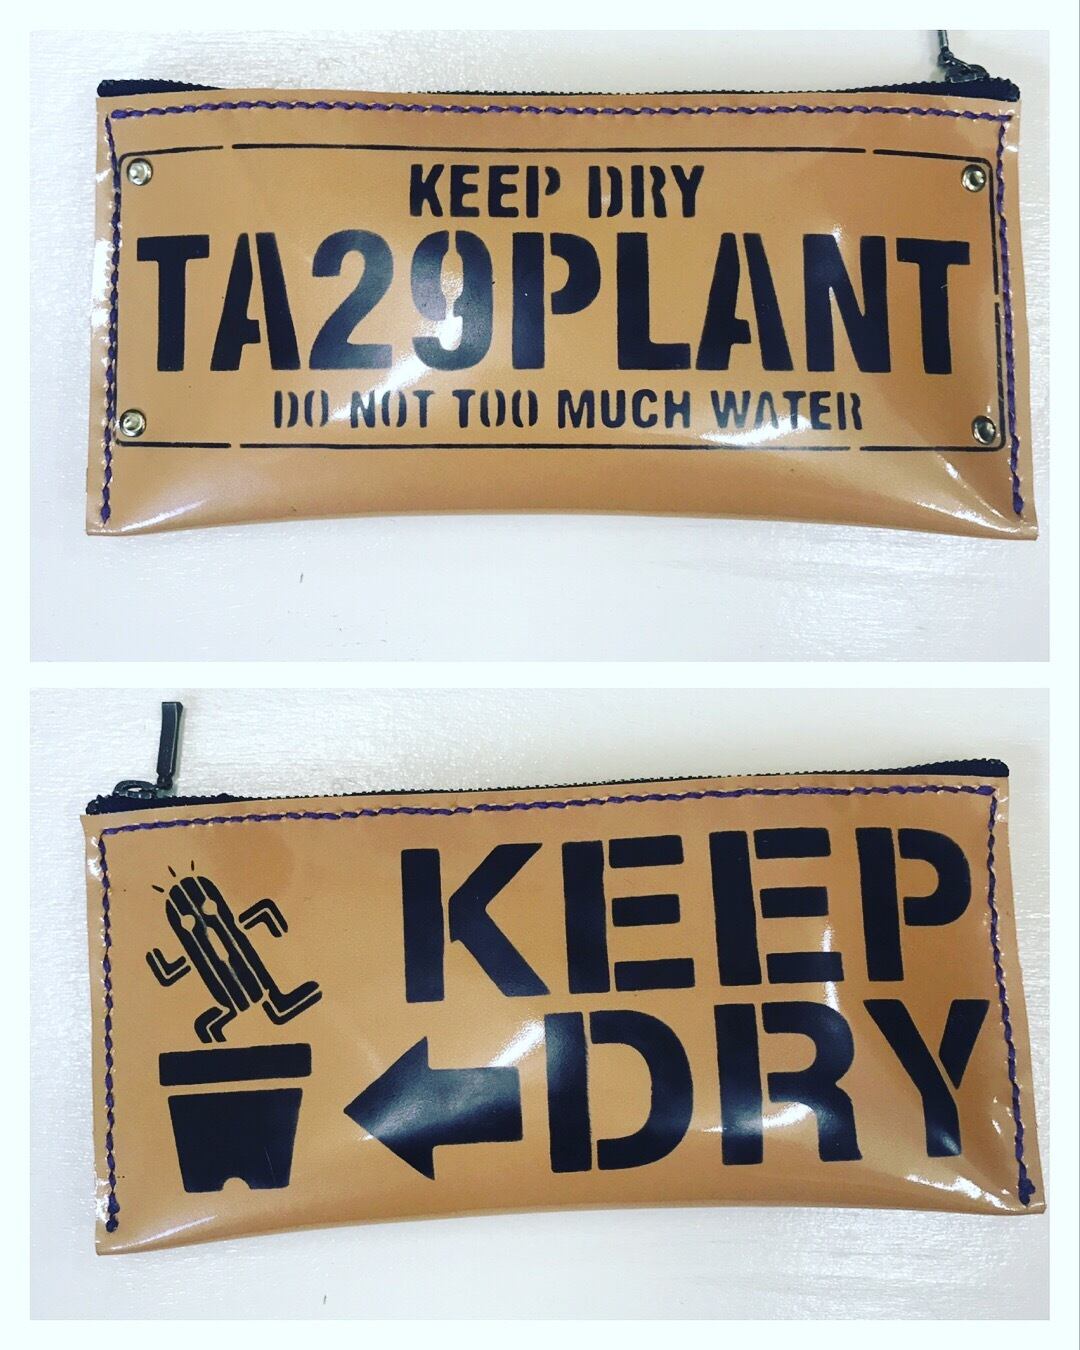 KEEP DRY
TA29PLANT
DO NOT TOO MUCH WATER
KEEP
DRY